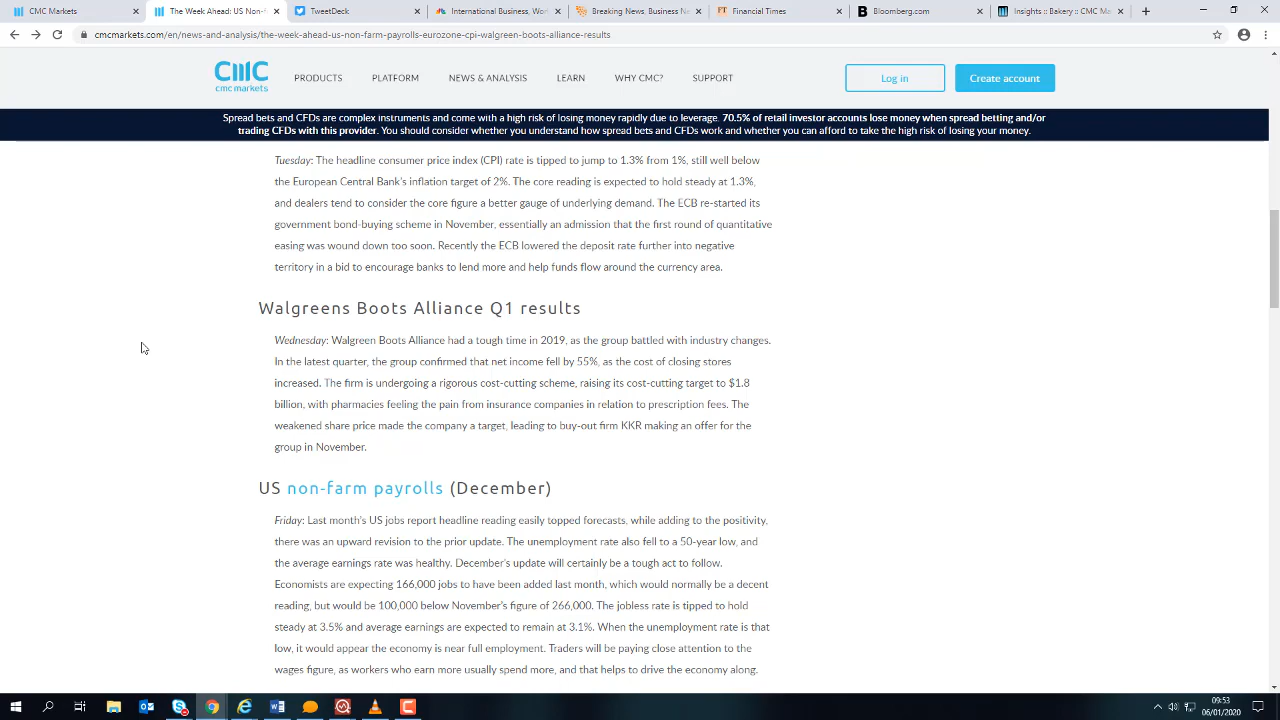 CMC Markets
The Week Ahead: US Non-F
TweetDeck
International Business, Wor
Breaking News, Business Ne
Financial Times
Bloomberg.com
Insights :: Bakery :: CMC Ma
cmcmarkets.com/en/news-and-analysis/the-week-ahead-us-non-farm-payrolls-eurozone-cpi-walgreen-boots-alliance-results
cmc markets
PRODUCTS
PLATFORM
NEWS & ANALYSIS
LEARN
WHY CMC?
SUPPORT
Log in
Create account
Spread bets and CFDs are complex instruments and come with a high risk of losing money rapidly due to leverage. 70.5% of retail investor accounts lose money when spread betting and/or
trading CFDs with this provider. You should consider whether you understand how spread bets and CFDs work and whether you can afford to take the high risk of losing your money.
Tuesday: The headline consumer price index (CPI) rate is tipped to jump to 1.3% from 1%, still well below
the European Central Bank's inflation target of 2%. The core reading is expected to hold steady at 1.3%,
and dealers tend to consider the core figure a better gauge of underlying demand. The ECB re-started its
government bond-buying scheme in November, essentially an admission that the first round of quantitative
easing was wound down too soon. Recently the ECB lowered the deposit rate further into negative
territory in a bid to encourage banks to lend more and help funds flow around the currency area.
Walgreens Boots Alliance Q1 results
Wednesday: Walgreen Boots Alliance had a tough time in 2019, as the group battled with industry changes.
In the latest quarter, the group confirmed that net income fell by 55%, as the cost of closing stores
increased. The firm is undergoing a rigorous cost-cutting scheme, raising its cost-cutting target to $1.8
billion, with pharmacies feeling the pain from insurance companies in relation to prescription fees. The
weakened share price made the company a target, leading to buy-out firm KKR making an offer for the
group in November.
US non-farm payrolls (December)
Friday: Last month's US jobs report headline reading easily topped forecasts, while adding to the positivity,
there was an upward revision to the prior update. The unemployment rate also fell to a 50-year low, and
the average earnings rate was healthy. December's update will certainly be a tough act to follow.
Economists are expecting 166,000 jobs to have been added last month, which would normally be a decent
reading, but would be 100,000 below November's figure of 266,000. The jobless rate is tipped to hold
steady at 3.5% and average earnings are expected to remain at 3.1%. When the unemployment rate is that
low, it would appear the economy is near full employment. Traders will be paying close attention to the
wages figure, as workers who earn more usually spend more, and that helps to drive the economy along.
09:53
06/01/2020